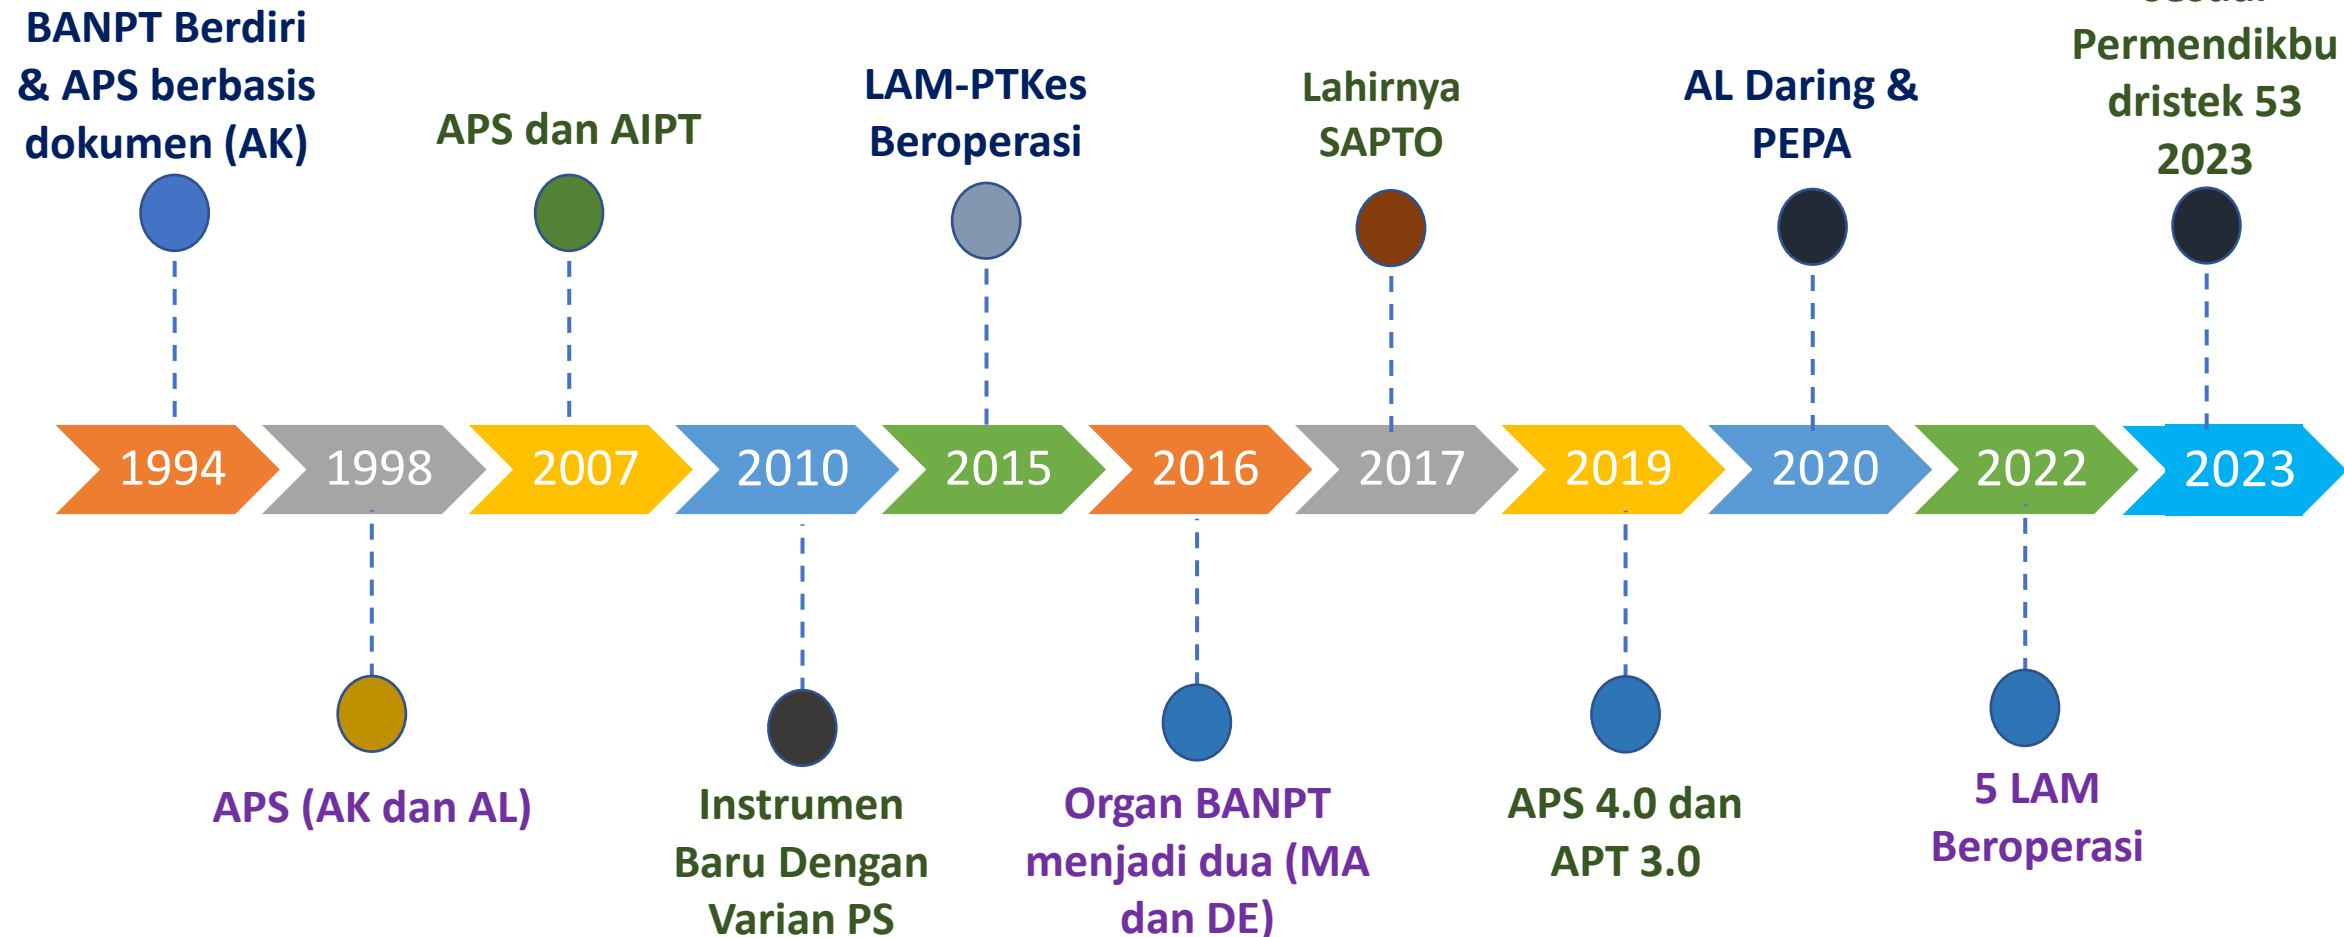 BANPT Berdiri
& APS berbasis
dokumen (AK)
APS dan AIPT
LAM-PTKes
Beroperasi
Lahirnya
SAPTO
AL Daring &
PEPA
Permendikbu
dristek 53
2023
1994
1998
2007
2010
2015
2016
2017
2019
2020
2022
2023
APS (AK dan AL)
Instrumen
Baru Dengan
Varian PS
Organ BANPT
menjadi dua (MA
dan DE)
APS 4.0 dan
APT 3.0
5 LAM
Beroperasi